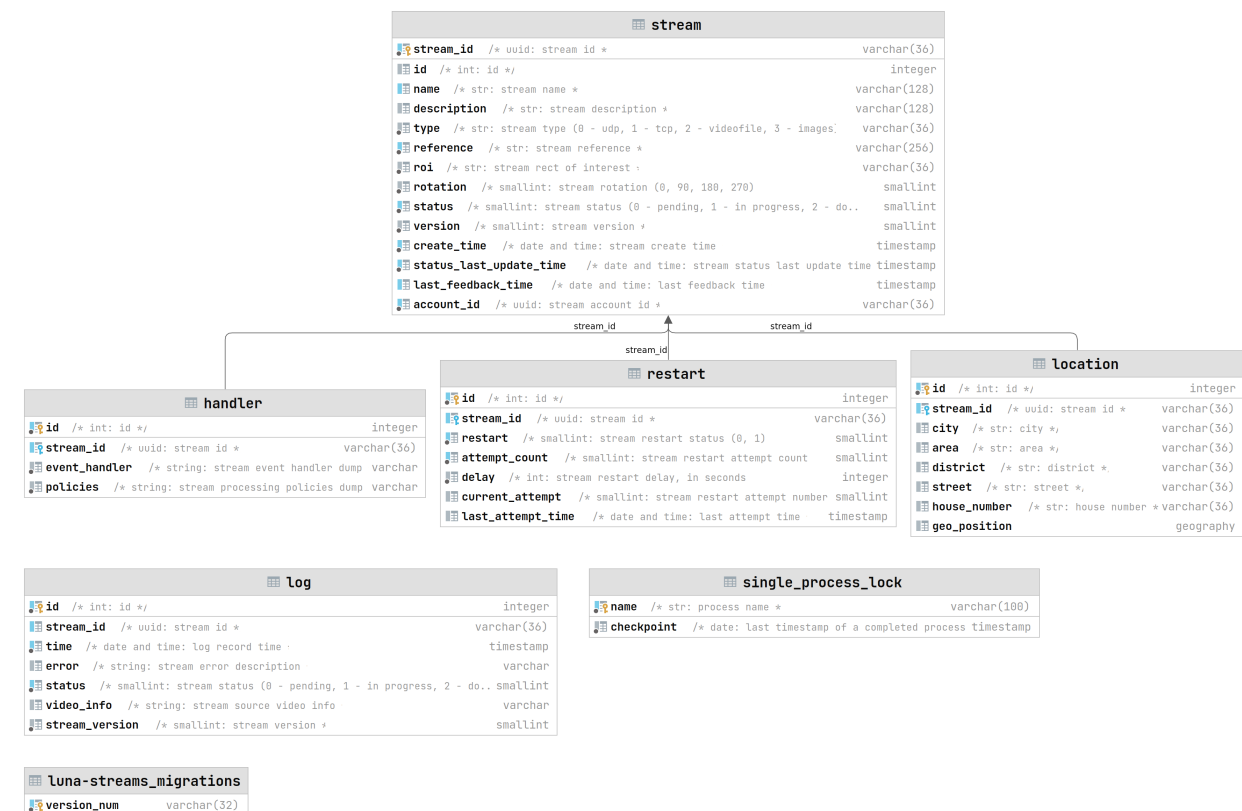 stream
stream_id /* uuid: stream id * varchar(36)
id /* int: id */ integer
name /* str: stream name * varchar(128)
description /* str: stream description * varchar(128)
type /* str: stream type (0 - udp, 1 - tcp, 2 - videofile, 3 - images) varchar(36)
reference /* str: stream reference * varchar(256)
roi /* str: stream rect of interest varchar(36)
rotation /* smallint: stream rotation (0, 90, 180, 270) smallint
status /* smallint: stream status (0 - pending, 1 - in progress, 2 - do.. smallint
version /* smallint: stream version * smallint
create_time /* date and time: stream create time timestamp
status_last_update_time /* date and time: stream status last update time timestamp
last_feedback_time /* date and time: last feedback time timestamp
account_id /* uuid: stream account id * varchar(36)
stream_id stream_id
stream_id
handler
id /* int: id */ integer
stream_id /* uuid: stream id * varchar(36)
event_handler /* string: stream event handler dump varchar
policies /* string: stream processing policies dump varchar
restart
id /* int: id */ integer
stream_id /* uuid: stream id * varchar(36)
restart /* smallint: stream restart status (0, 1) smallint
attempt_count /* smallint: stream restart attempt count smallint
delay /* int: stream restart delay, in seconds integer
current_attempt /* smallint: stream restart attempt number smallint
last_attempt_time /* date and time: last attempt time timestamp
location
id /* int: id */ integer
stream_id /* uuid: stream id * varchar(36)
city /* str: city */ varchar(36)
area /* str: area */ varchar(36)
district /* str: district * varchar(36)
street /* str: street * varchar(36)
house_number /* str: house number * varchar(36)
geo_position geography
log
id /* int: id */ integer
stream_id /* uuid: stream id * varchar(36)
time /* date and time: log record time timestamp
error /* string: stream error description varchar
status /* smallint: stream status (0 - pending, 1 - in progress, 2 - do.. smallint
video_info /* string: stream source video info varchar
stream_version /* smallint: stream version * smallint
single_process_lock
name /* str: process name * varchar(100)
checkpoint /* date: last timestamp of a completed process timestamp
luna-streams_migrations
version_num varchar(32)